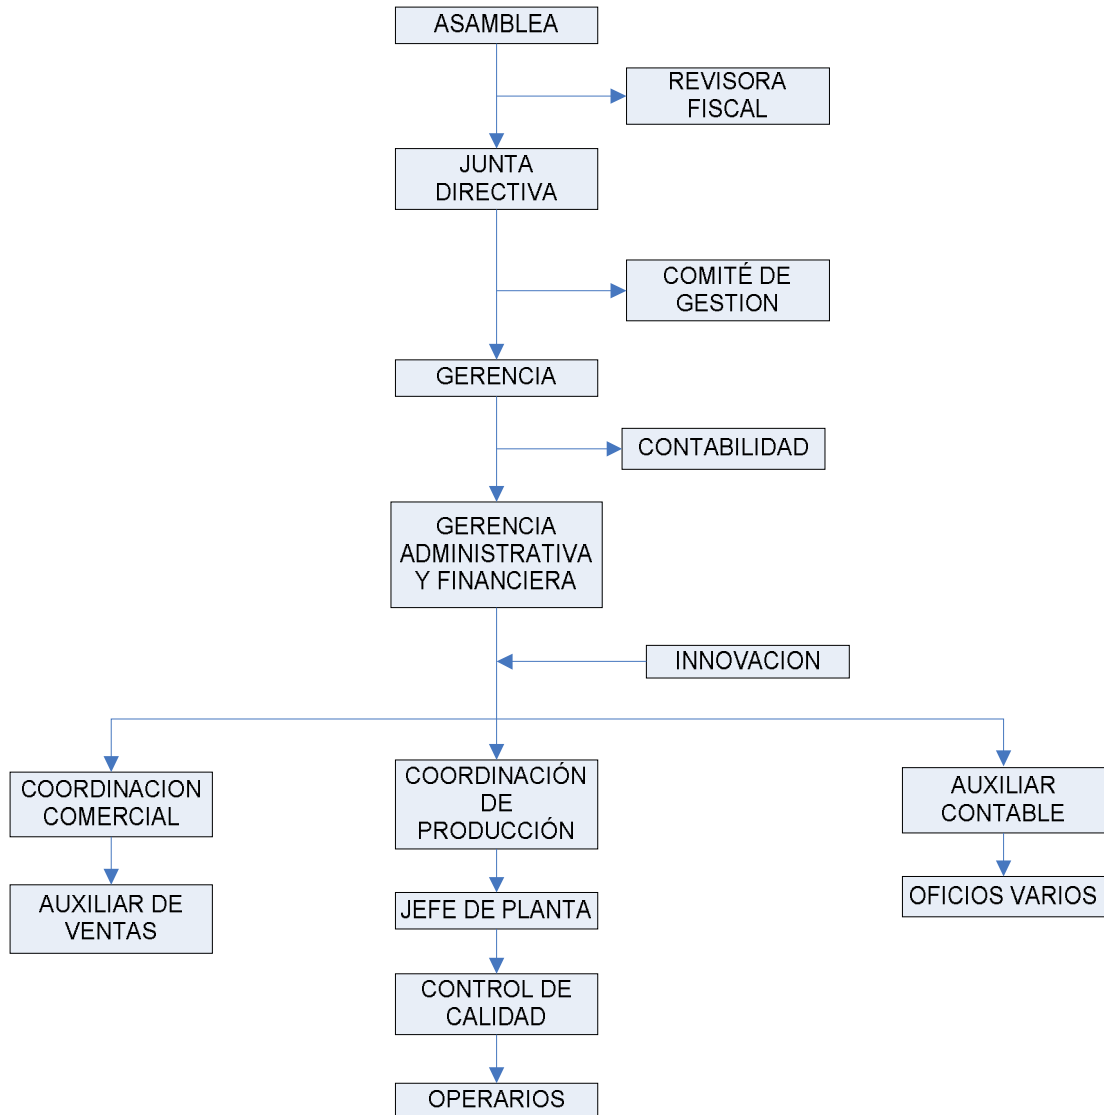 ASAMBLEA
REVISORA
FISCAL
JUNTA
DIRECTIVA
COMITÉ DE
GESTION
GERENCIA
CONTABILIDAD
GERENCIA
ADMINISTRATIVA
Y FINANCIERA
INNOVACION
COORDINACION
COMERCIAL
COORDINACIÓN
DE
PRODUCCIÓN
AUXILIAR
CONTABLE
AUXILIAR DE
VENTAS
JEFE DE PLANTA
OFICIOS VARIOS
CONTROL DE
CALIDAD
OPERARIOS